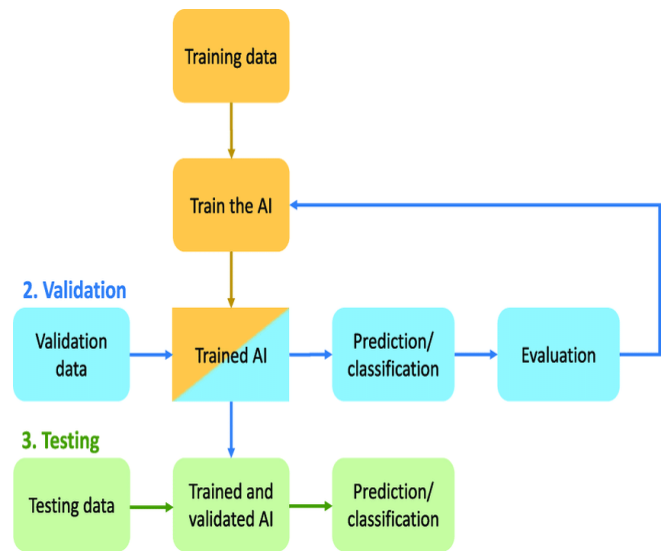 Training data
Train the AI
2. Validation
Validation
data
Trained AI
Prediction/
classification
Evaluation
3. Testing
Testing data
Trained and
validated AI
Prediction/
classification